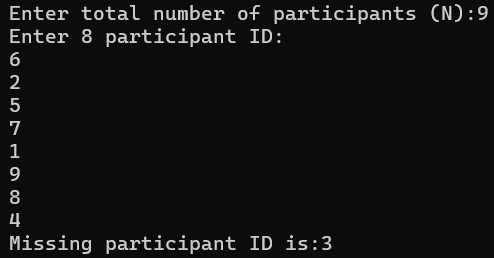 Enter total number of participants (N):9
Enter 8 participant ID:
6
2
5
7
1
9
8
4
Missing participant ID is:3